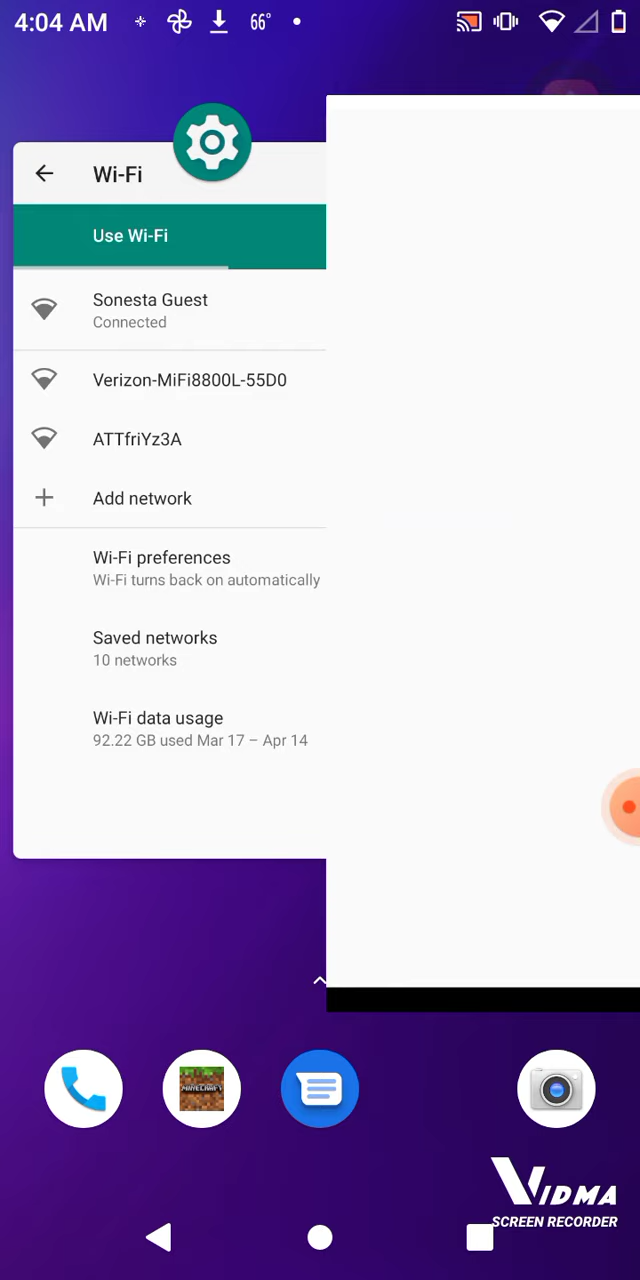 4:04 AM
66°
Wi-Fi
Use Wi-Fi
Sonesta Guest
Connected
Verizon-MiFi8800L-55D0
ATTfriYz3A
Add network
Wi-Fi preferences
Wi-Fi turns back on automatically
Saved networks
10 networks
Wi-Fi data usage
92.22 GB used Mar 17 – Apr 14
MINECRAFT
VIDMA
SCREEN RECORDER